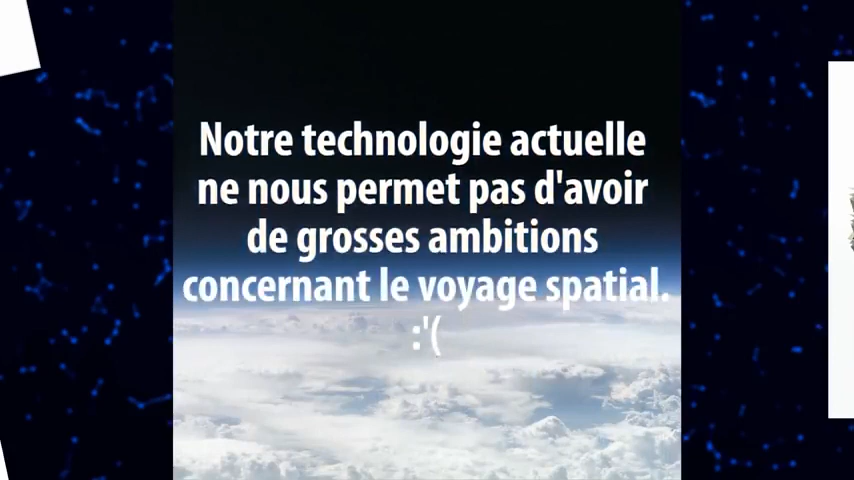 Notre technologie actuelle
ne nous permet pas d'avoir
de grosses ambitions
concernant le voyage spatial.
:'(